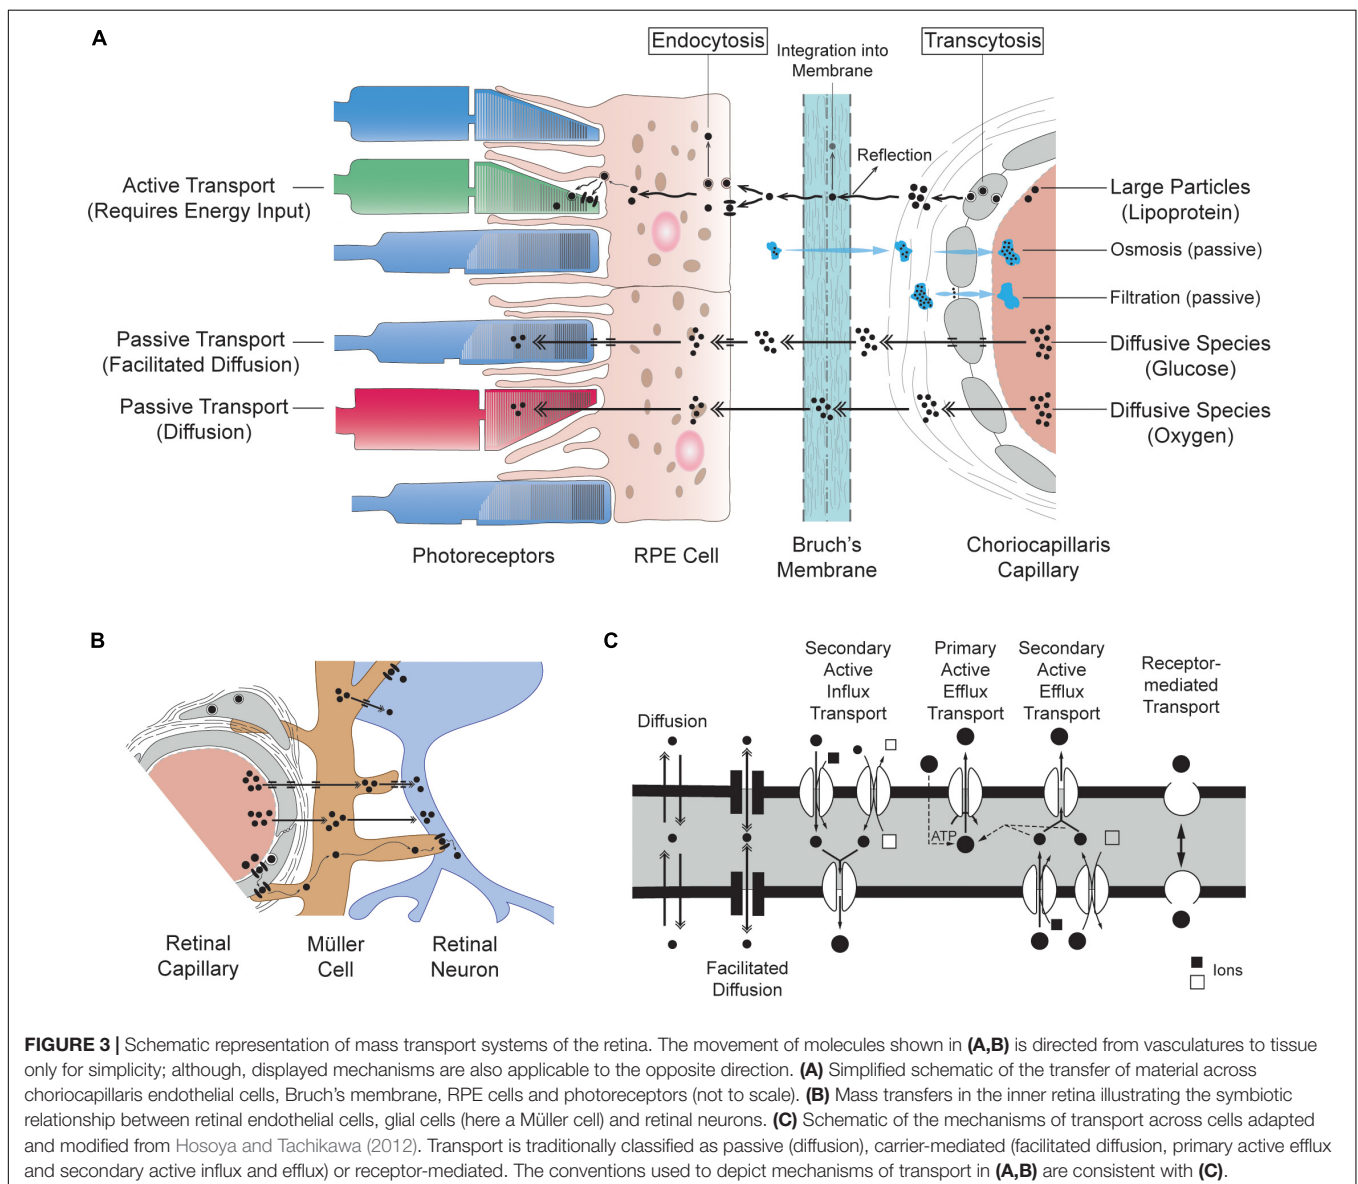 A
Endocytosis
Integration into
Membrane
Transcytosis
Reflection
Active Transport
(Requires Energy Input)
Large Particles
(Lipoprotein)
Osmosis (passive)
Filtration (passive)
Passive Transport
(Facilitated Diffusion)
Diffusive Species
(Glucose)
Passive Transport
(Diffusion)
Diffusive Species
(Oxygen)
Photoreceptors
RPE Cell
Bruch's
Membrane
Choriocapillaris
Capillary
B
Retinal
Capillary
Müller
Cell
Retinal
Neuron
C
Diffusion
Secondary
Active
Influx
Transport
Primary
Active
Efflux
Transport
Secondary
Active
Efflux
Transport
Receptor-
mediated
Transport
ATP
Facilitated
Diffusion
Ions
FIGURE 3 | Schematic representation of mass transport systems of the retina. The movement of molecules shown in (A,B) is directed from vasculatures to tissue
only for simplicity; although, displayed mechanisms are also applicable to the opposite direction. (A) Simplified schematic of the transfer of material across
choriocapillaris endothelial cells, Bruch's membrane, RPE cells and photoreceptors (not to scale). (B) Mass transfers in the inner retina illustrating the symbiotic
relationship between retinal endothelial cells, glial cells (here a Müller cell) and retinal neurons. (C) Schematic of the mechanisms of transport across cells adapted
and modified from Hosoya and Tachikawa (2012). Transport is traditionally classified as passive (diffusion), carrier-mediated (facilitated diffusion, primary active efflux
and secondary active influx and efflux) or receptor-mediated. The conventions used to depict mechanisms of transport in (A,B) are consistent with (C).